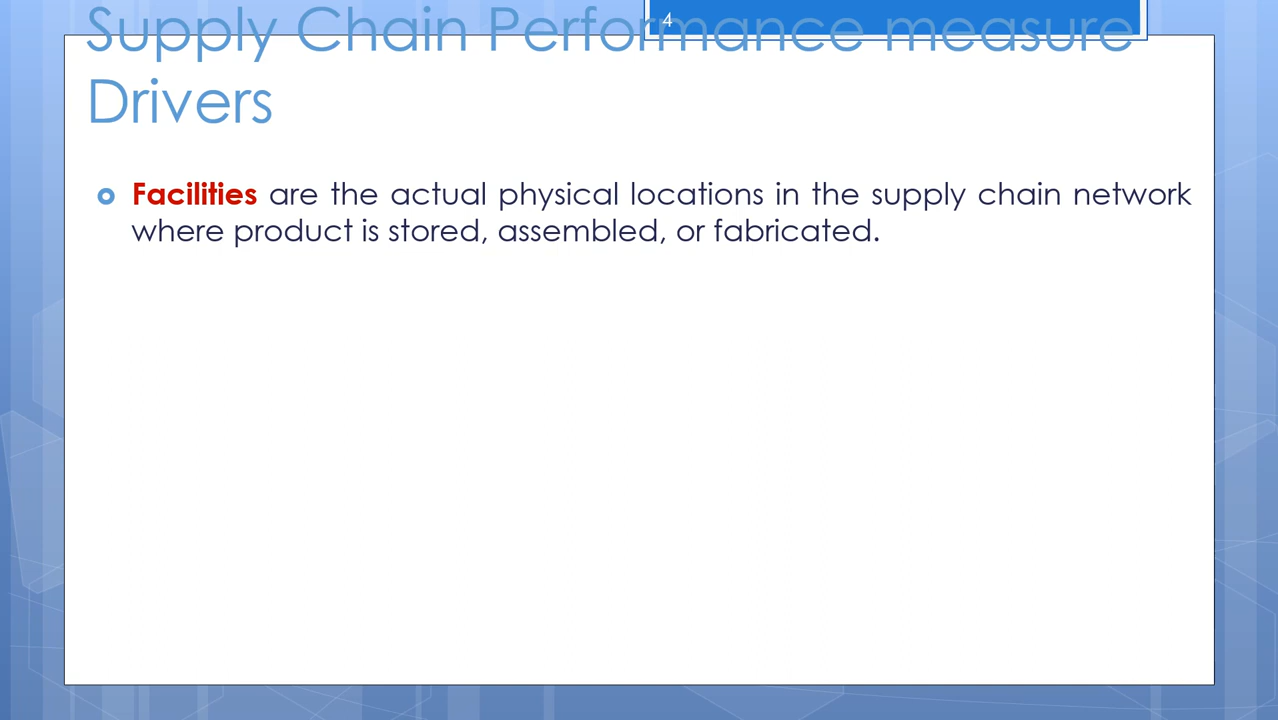 4
Supply Chain Performance measure
Drivers
Facilities are the actual physical locations in the supply chain network
where product is stored, assembled, or fabricated.